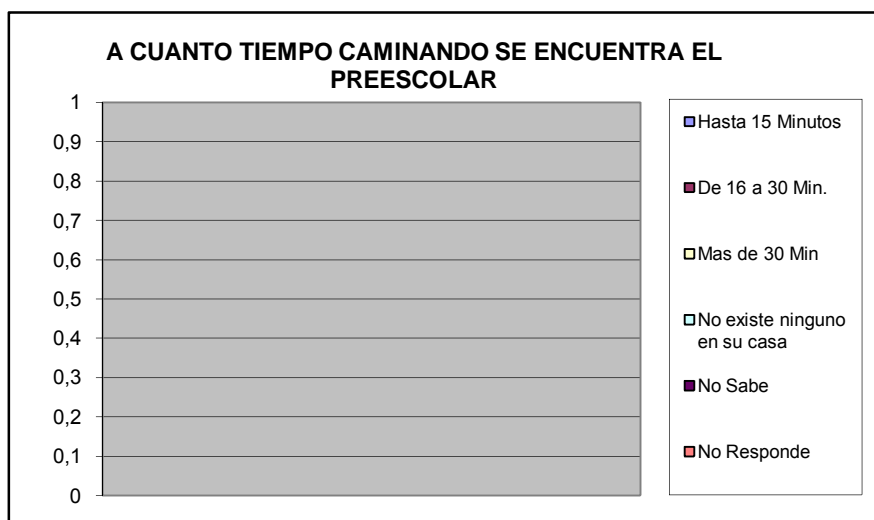 A CUANTO TIEMPO CAMINANDO SE ENCUENTRA EL
PREESCOLAR
1
0,9
0,8
0,7
0,6
0,5
0,4
0,3
0,2
0,1
0
Hasta 15 Minutos
De 16 a 30 Min.
Mas de 30 Min
No existe ninguno
en su casa
No Sabe
No Responde